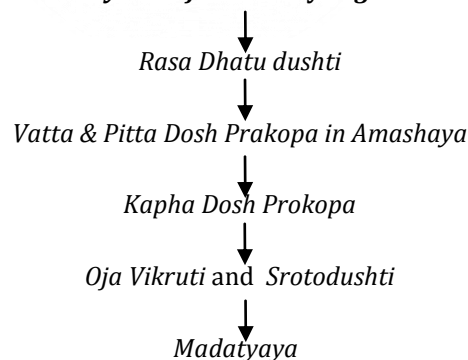 Rasa Dhatu dushti
Vatta & Pitta Dosh Prakopa in Amashaya
Kapha Dosh Prokopa
Oja Vikruti and Srotodushti
Madatyaya